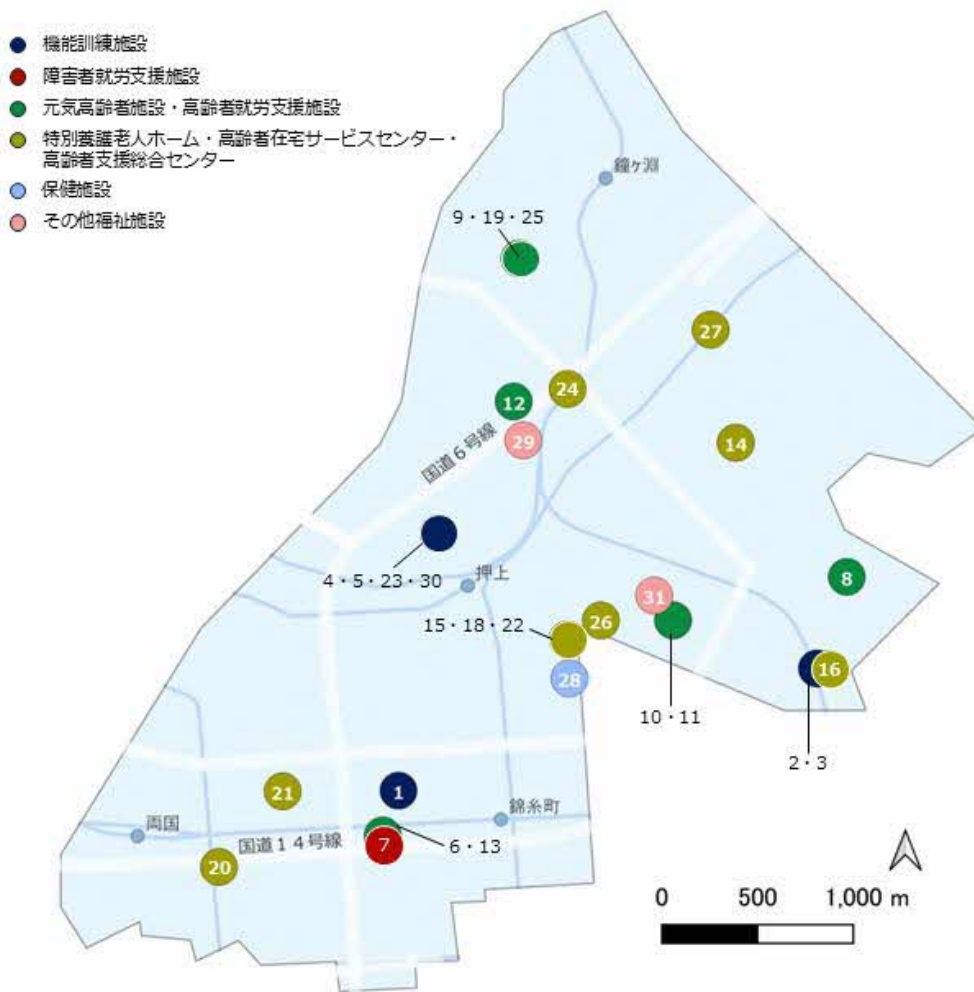 機能訓練施設
障害者就労支援施設
元気高齢者施設・高齢者就労支援施設
特別養護老人ホーム・高齢者在宅サービスセンター・
高齢者支援総合センター
保健施設
その他福祉施設
鐘ヶ淵
9・19・25
27
24
12
29
国道6号線
14
4・5・23・30
押上
8
31
15・18・22
26
28
16
10・11
2・3
21
1
錦糸町
両国
国道14号線
7
6・13
20
0 500 1,000 m